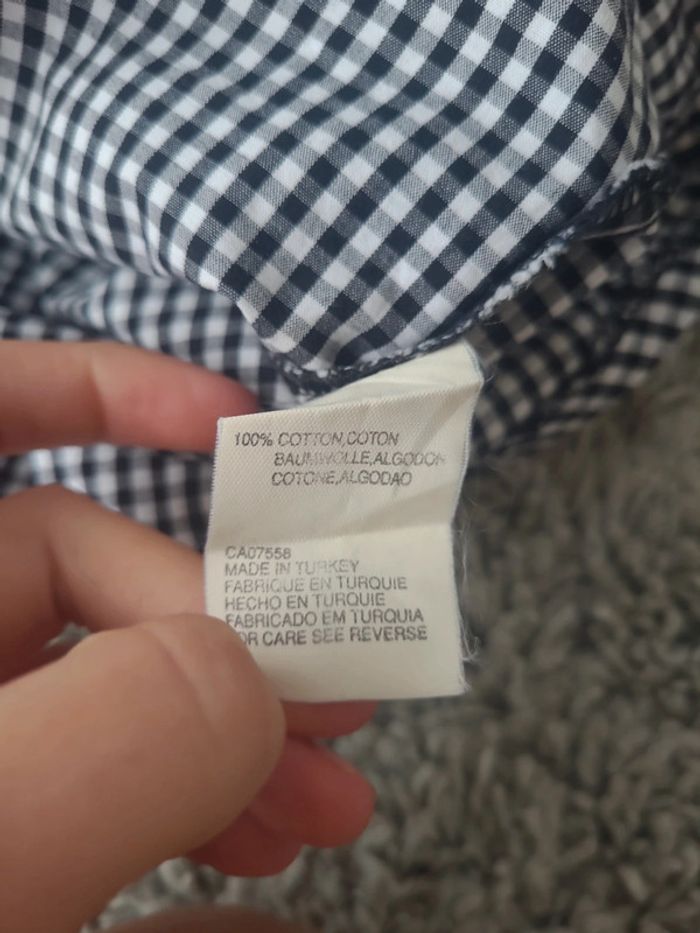 100% COTTON,COTON
BAUMWOLLE,ALGODON
COTONE,ALGODAO
CA07558
MADE IN TURKEY
FABRIQUE EN TURQUIE
HECHO EN TURQUIE
FABRICADO EM TURQUIA
FOR CARE SEE REVERSE